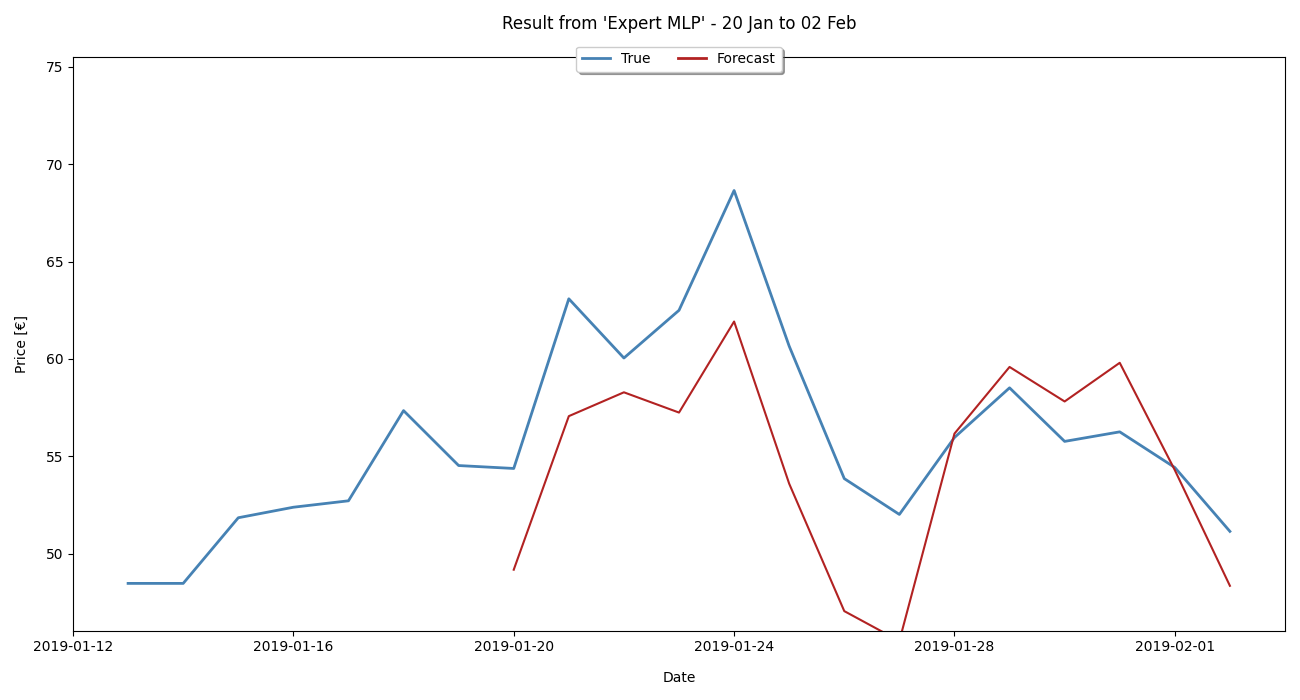 Result from 'Expert MLP' - 20 Jan to 02 Feb
True
Forecast
75
70
65
60
55
50
Price [€]
2019-01-12
2019-01-16
2019-01-20
2019-01-24
2019-01-28
2019-02-01
Date